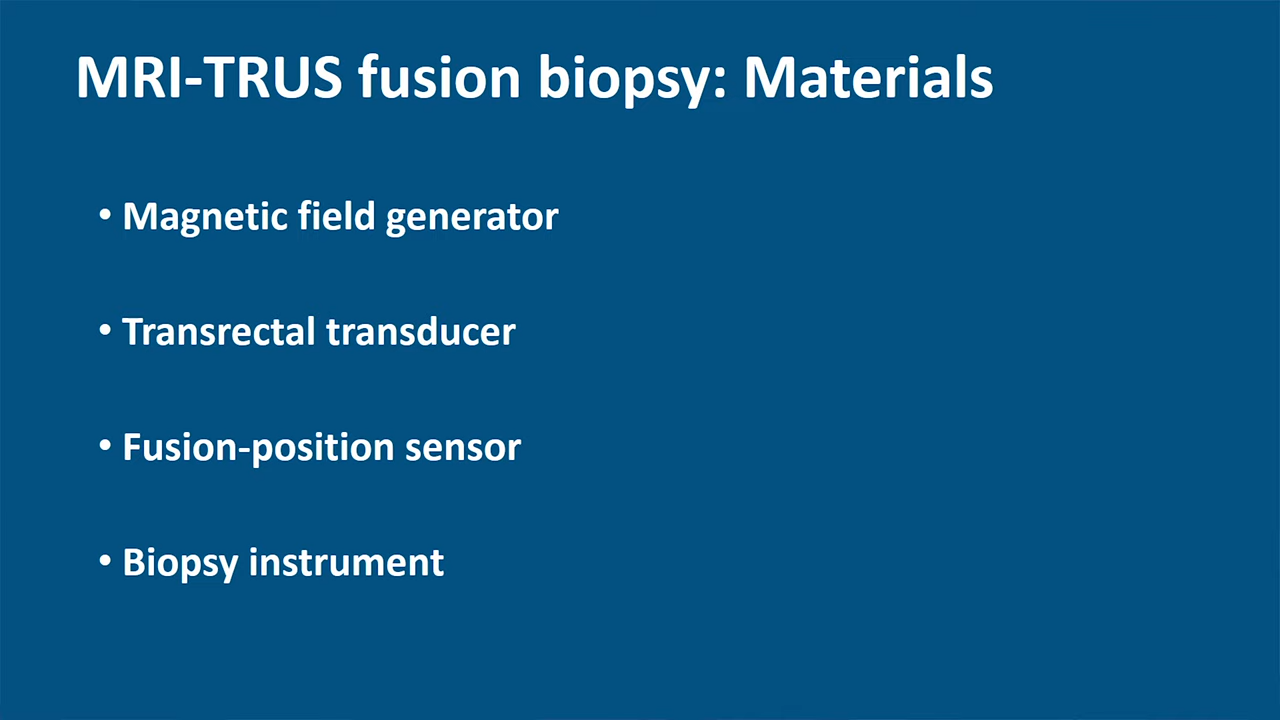 MRI-TRUS fusion biopsy: Materials
• Magnetic field generator
• Transrectal transducer
• Fusion-position sensor
• Biopsy instrument